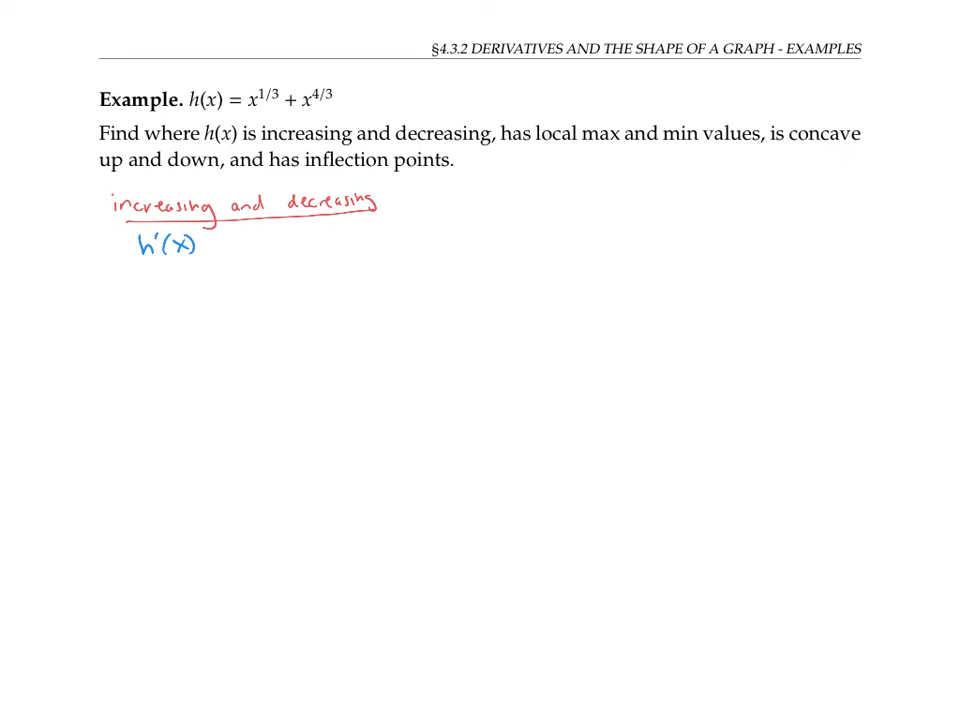 §4.3.2 DERIVATIVES AND THE SHAPE OF A GRAPH - EXAMPLES
Example. h(x) = x^{1/3} + x^{4/3}
Find where h(x) is increasing and decreasing, has local max and min values, is concave
up and down, and has inflection points.
increasing and decreasing
h'(x)